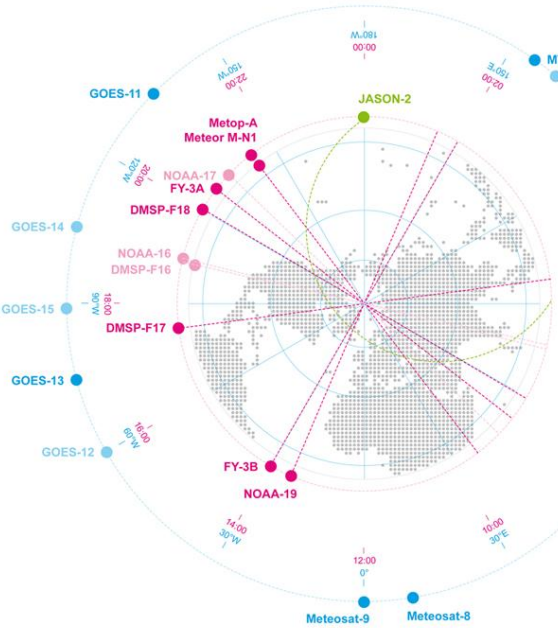 180°W
00:00
150°W
22:00
150°E
02:00
M
GOES-11
JASON-2
Metop-A
Meteor M-N1
120°W
20:00
NOAA-17
FY-3A
DMSP-F18
GOES-14
NOAA-16
DMSP-F16
GOES-15
90°W
18:00
DMSP-F17
GOES-13
16:00
60°W
GOES-12
FY-3B
NOAA-19
14:00
30°W
10:00
30°E
12:00
0°
Meteosat-9
Meteosat-8